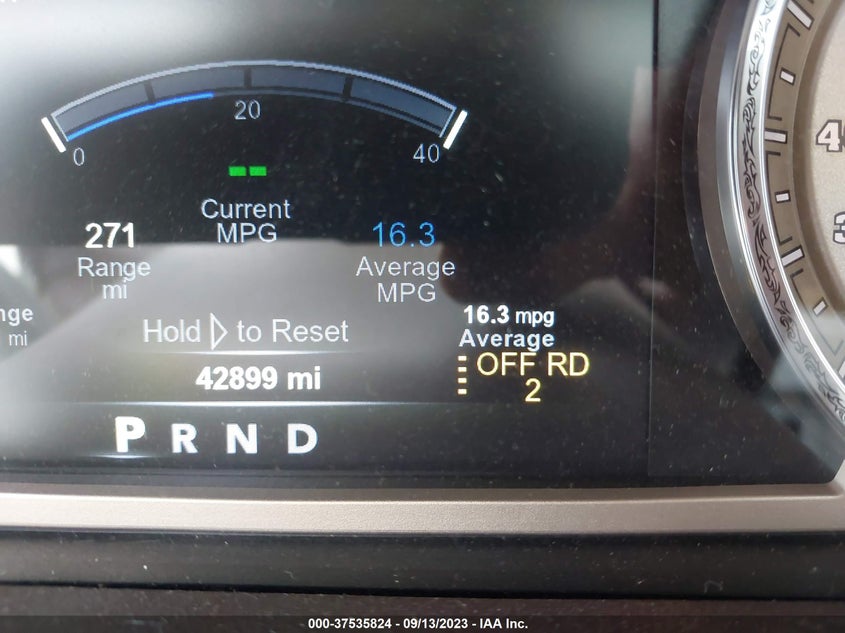 20
0
40
Current
MPG
271
Range
mi
16.3
Average
MPG
nge
mi
Hold ▷ to Reset
16.3 mpg
Average
42899 mi
OFF RD
2
P R N D
000-37535824 - 09/13/2023 - IAA Inc.